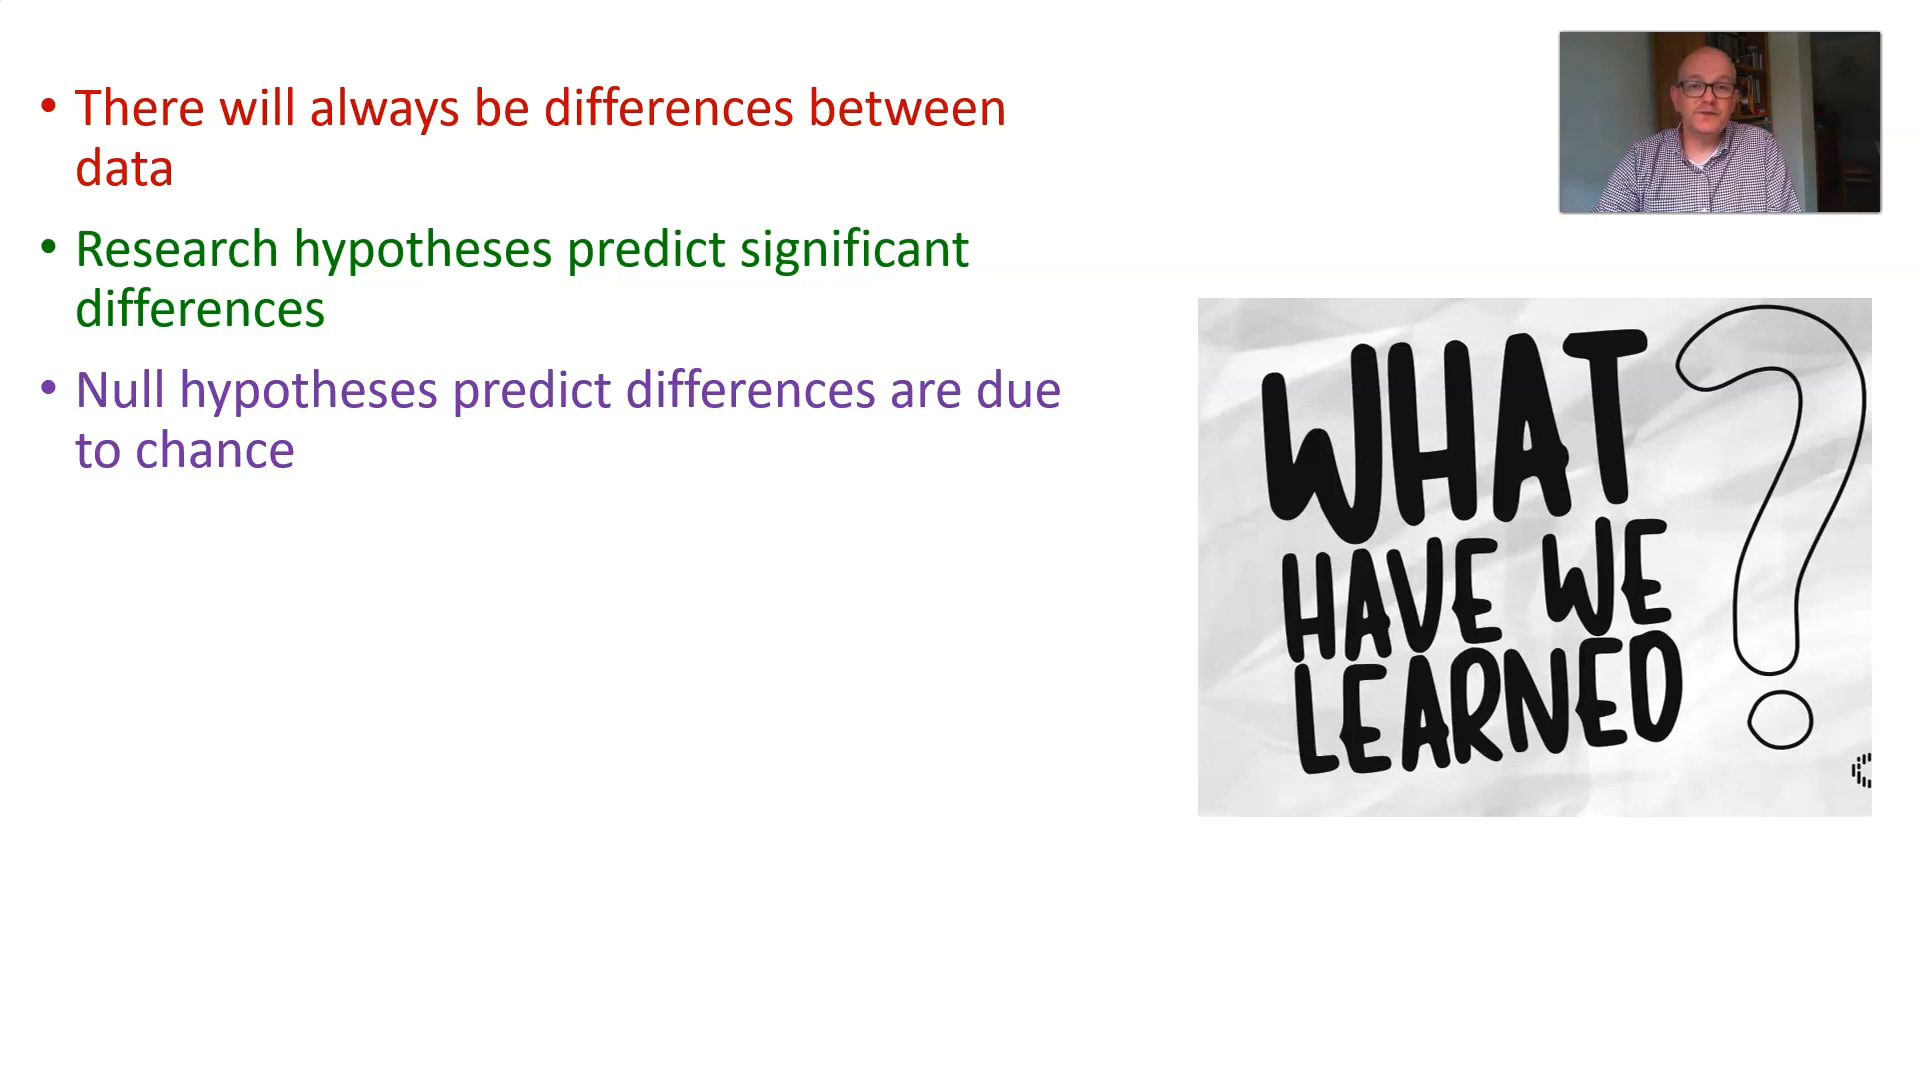 • There will always be differences between
data
• Research hypotheses predict significant
differences
• Null hypotheses predict differences are due
to chance
WHAT
HAVE WE
LEARNED?